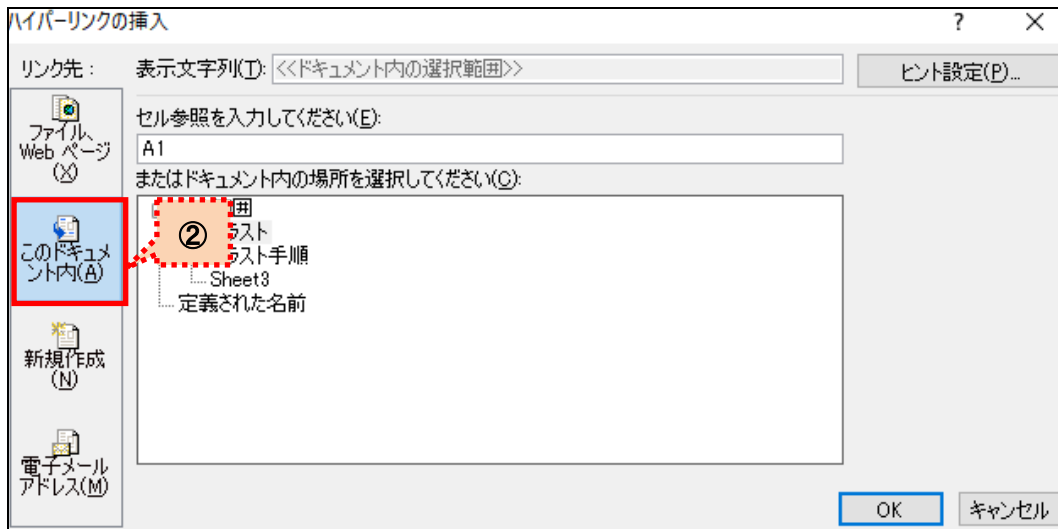 ハイパーリンクの挿入
? ×
リンク先：
表示文字列(T): <<ドキュメント内の選択範囲>>
ヒント設定(P)...
ファイル、
Web ページ
(X)
セル参照を入力してください(E):
A1
またはドキュメント内の場所を選択してください(C):
このドキュメ
ント内(A)
②
スト手順
Sheet3
定義された名前
新規作成
(N)
電子メール
アドレス(M)
OK
キャンセル